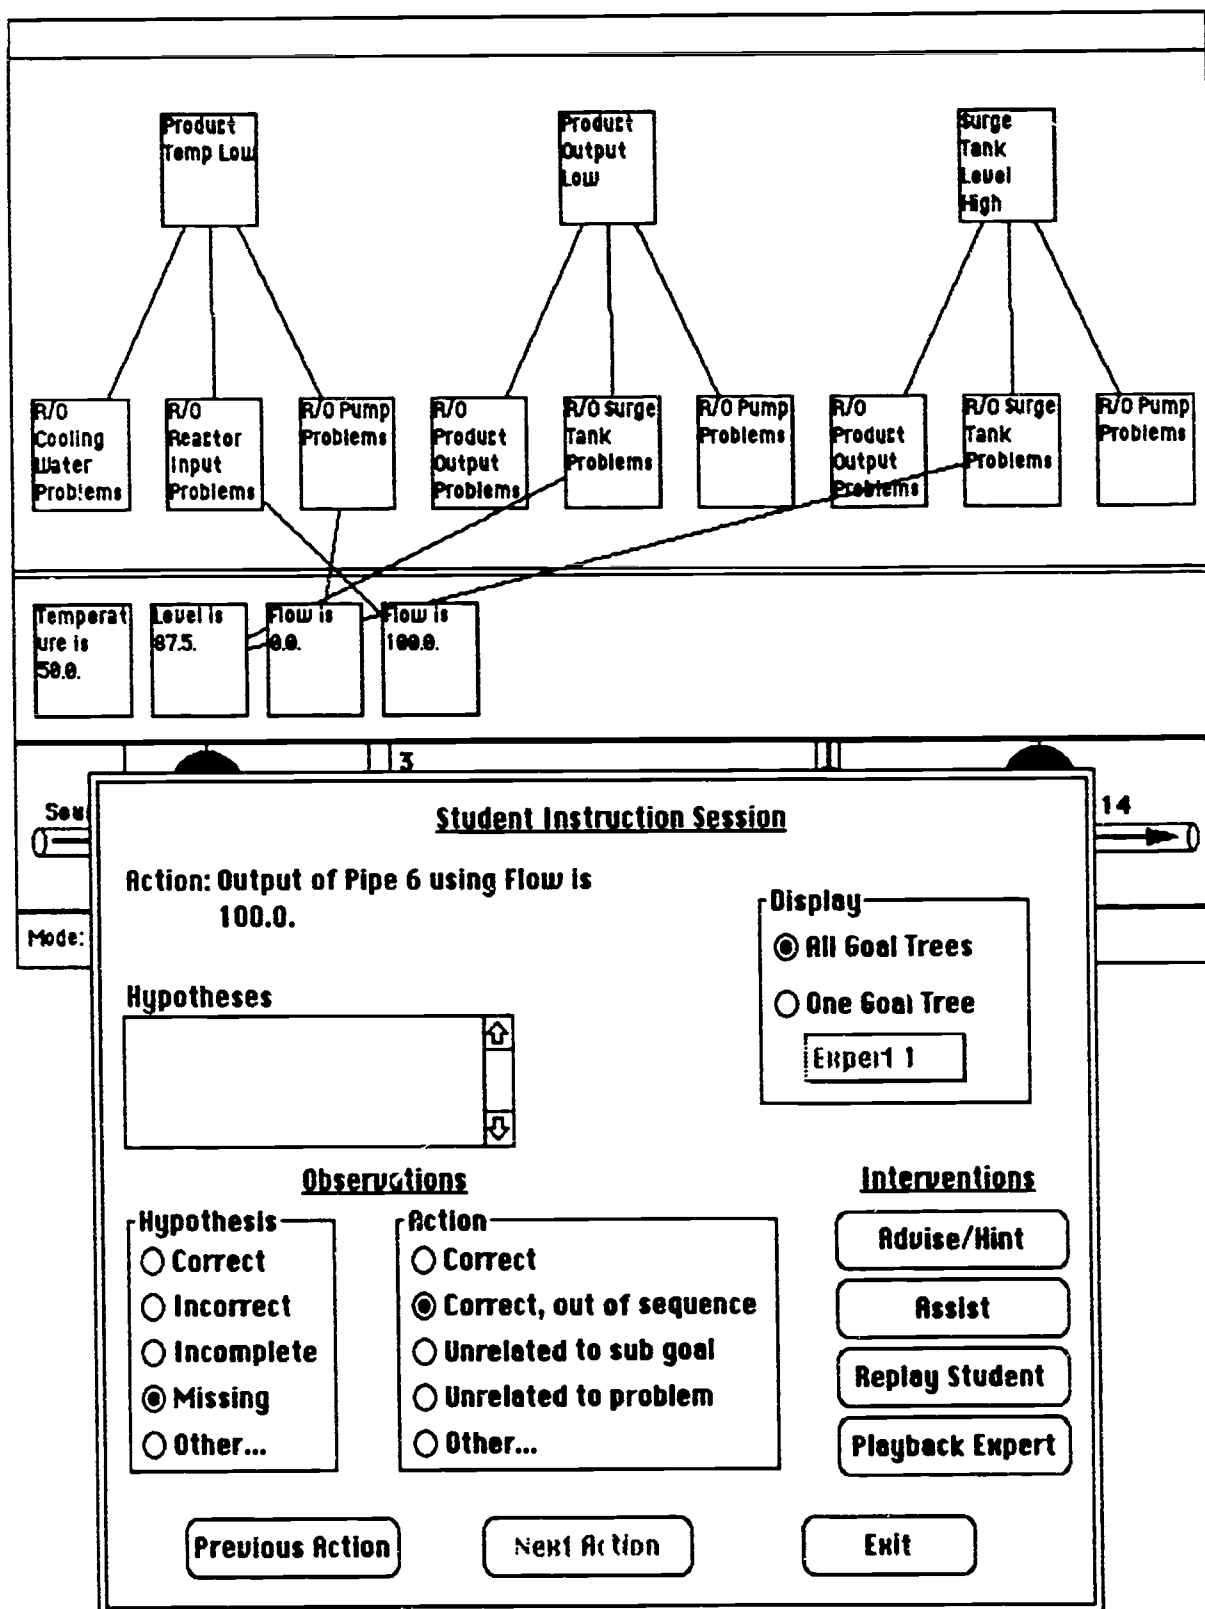 Product
Temp Low
Product
Output
Low
Surge
Tank
Level
High
R/O
Cooling
Water
Problems
R/O
Reactor
Input
Problems
R/O Pump
Problems
R/O
Product
Output
Problems
R/O Surge
Tank
Problems
R/O Pump
Problems
R/O
Product
Output
Problems
R/O Surge
Tank
Problems
R/O Pump
Problems
Temperat
ure is
50.0.
Level is
87.5.
Flow is
0.0.
Flow is
100.0.
3
14
Mode:
Student Instruction Session
Action: Output of Pipe 6 using Flow is
100.0.
Display
All Goal Trees
One Goal Tree
Expert 1
Hypotheses
Observations
Interventions
Hypothesis
Correct
Incorrect
Incomplete
Missing
Other...
Action
Correct
Correct, out of sequence
Unrelated to sub goal
Unrelated to problem
Other...
Advise/Hint
Assist
Replay Student
Playback Expert
Previous Action
Next Action
Exit